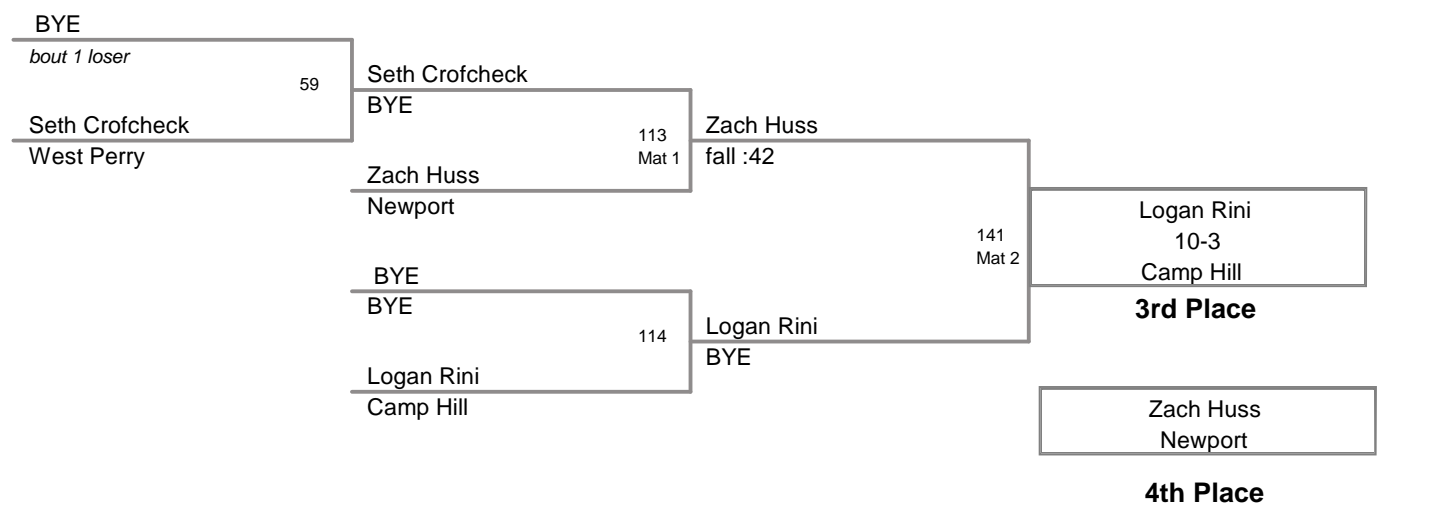 BYE
bout 1 loser
59
Seth Crofcheck
West Perry
Seth Crofcheck
BYE
113
Mat 1
Zach Huss
Newport
Zach Huss
fall :42
BYE
BYE
114
Logan Rini
Camp Hill
Logan Rini
BYE
141
Mat 2
Logan Rini
10-3
Camp Hill
3rd Place
Zach Huss
Newport
4th Place